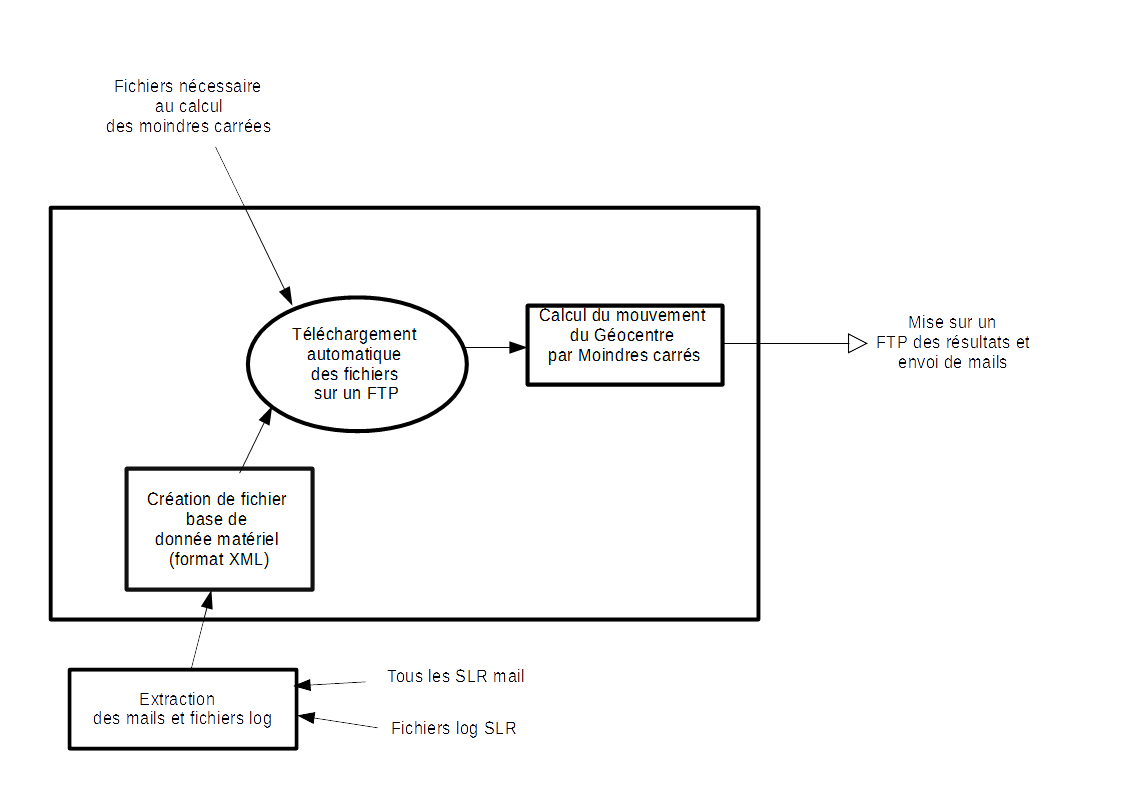 Fichiers nécessaire
au calcul
des moindres carrées
Téléchargement
automatique
des fichiers
sur un FTP
Calcul du mouvement
du Géocentre
par Moindres carrés
Mise sur un
FTP des résultats et
envoi de mails
Création de fichier
base de
donnée matériel
(format XML)
Extraction
des mails et fichiers log
Tous les SLR mail
Fichiers log SLR